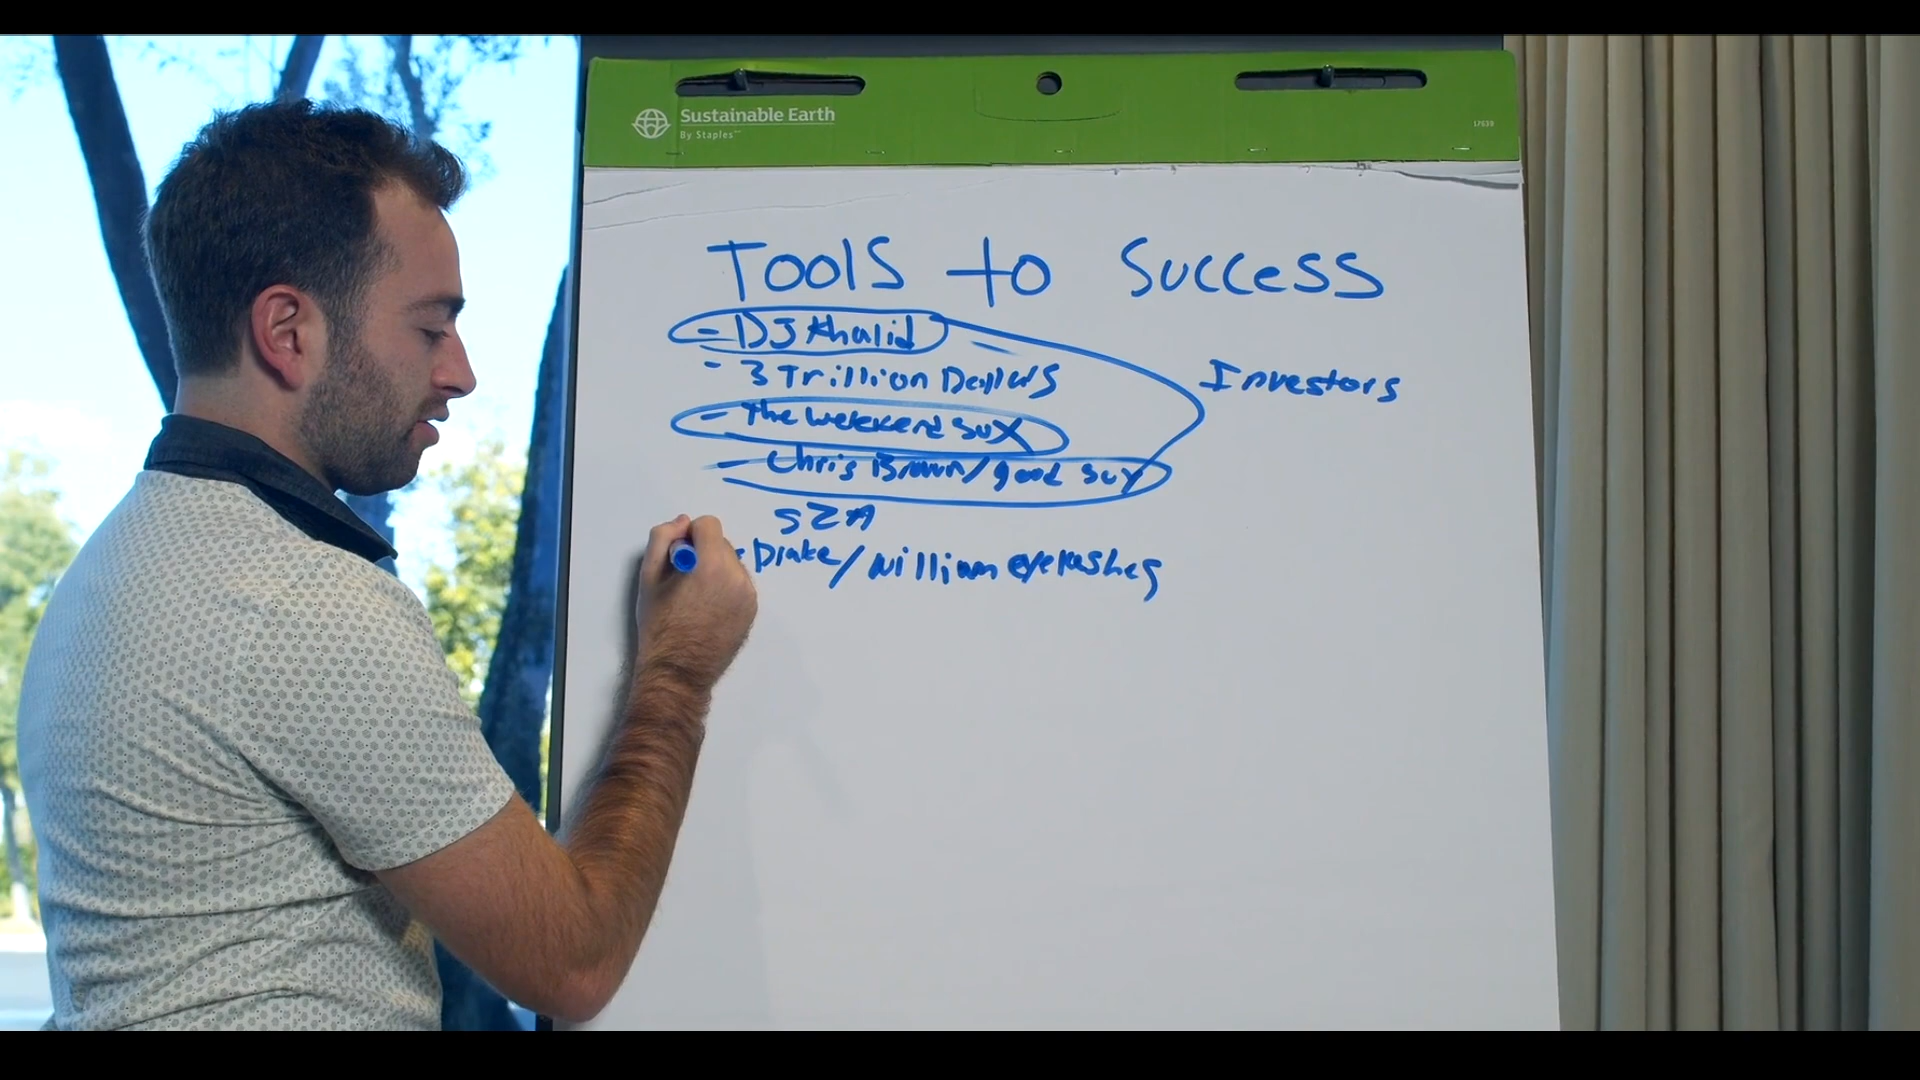 Sustainable Earth
By Staples
17638
Tools to Success
- DJ Khalid
- 3 Trillion Dollars
- The weekend sux
- Chris Brown/good guy
Investors
SZA
- Drake/William eyelashes